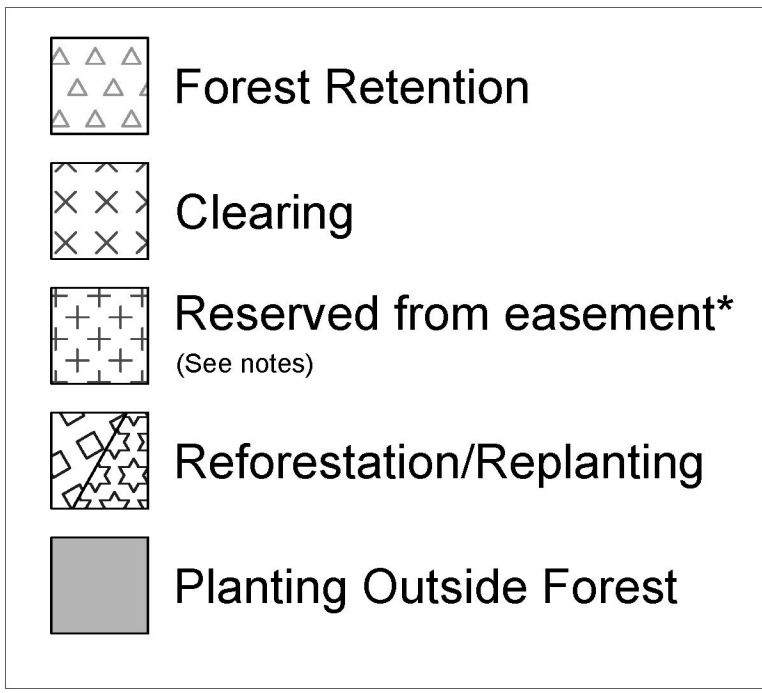 Forest Retention
Clearing
Reserved from easement*
(See notes)
Reforestation/Replanting
Planting Outside Forest